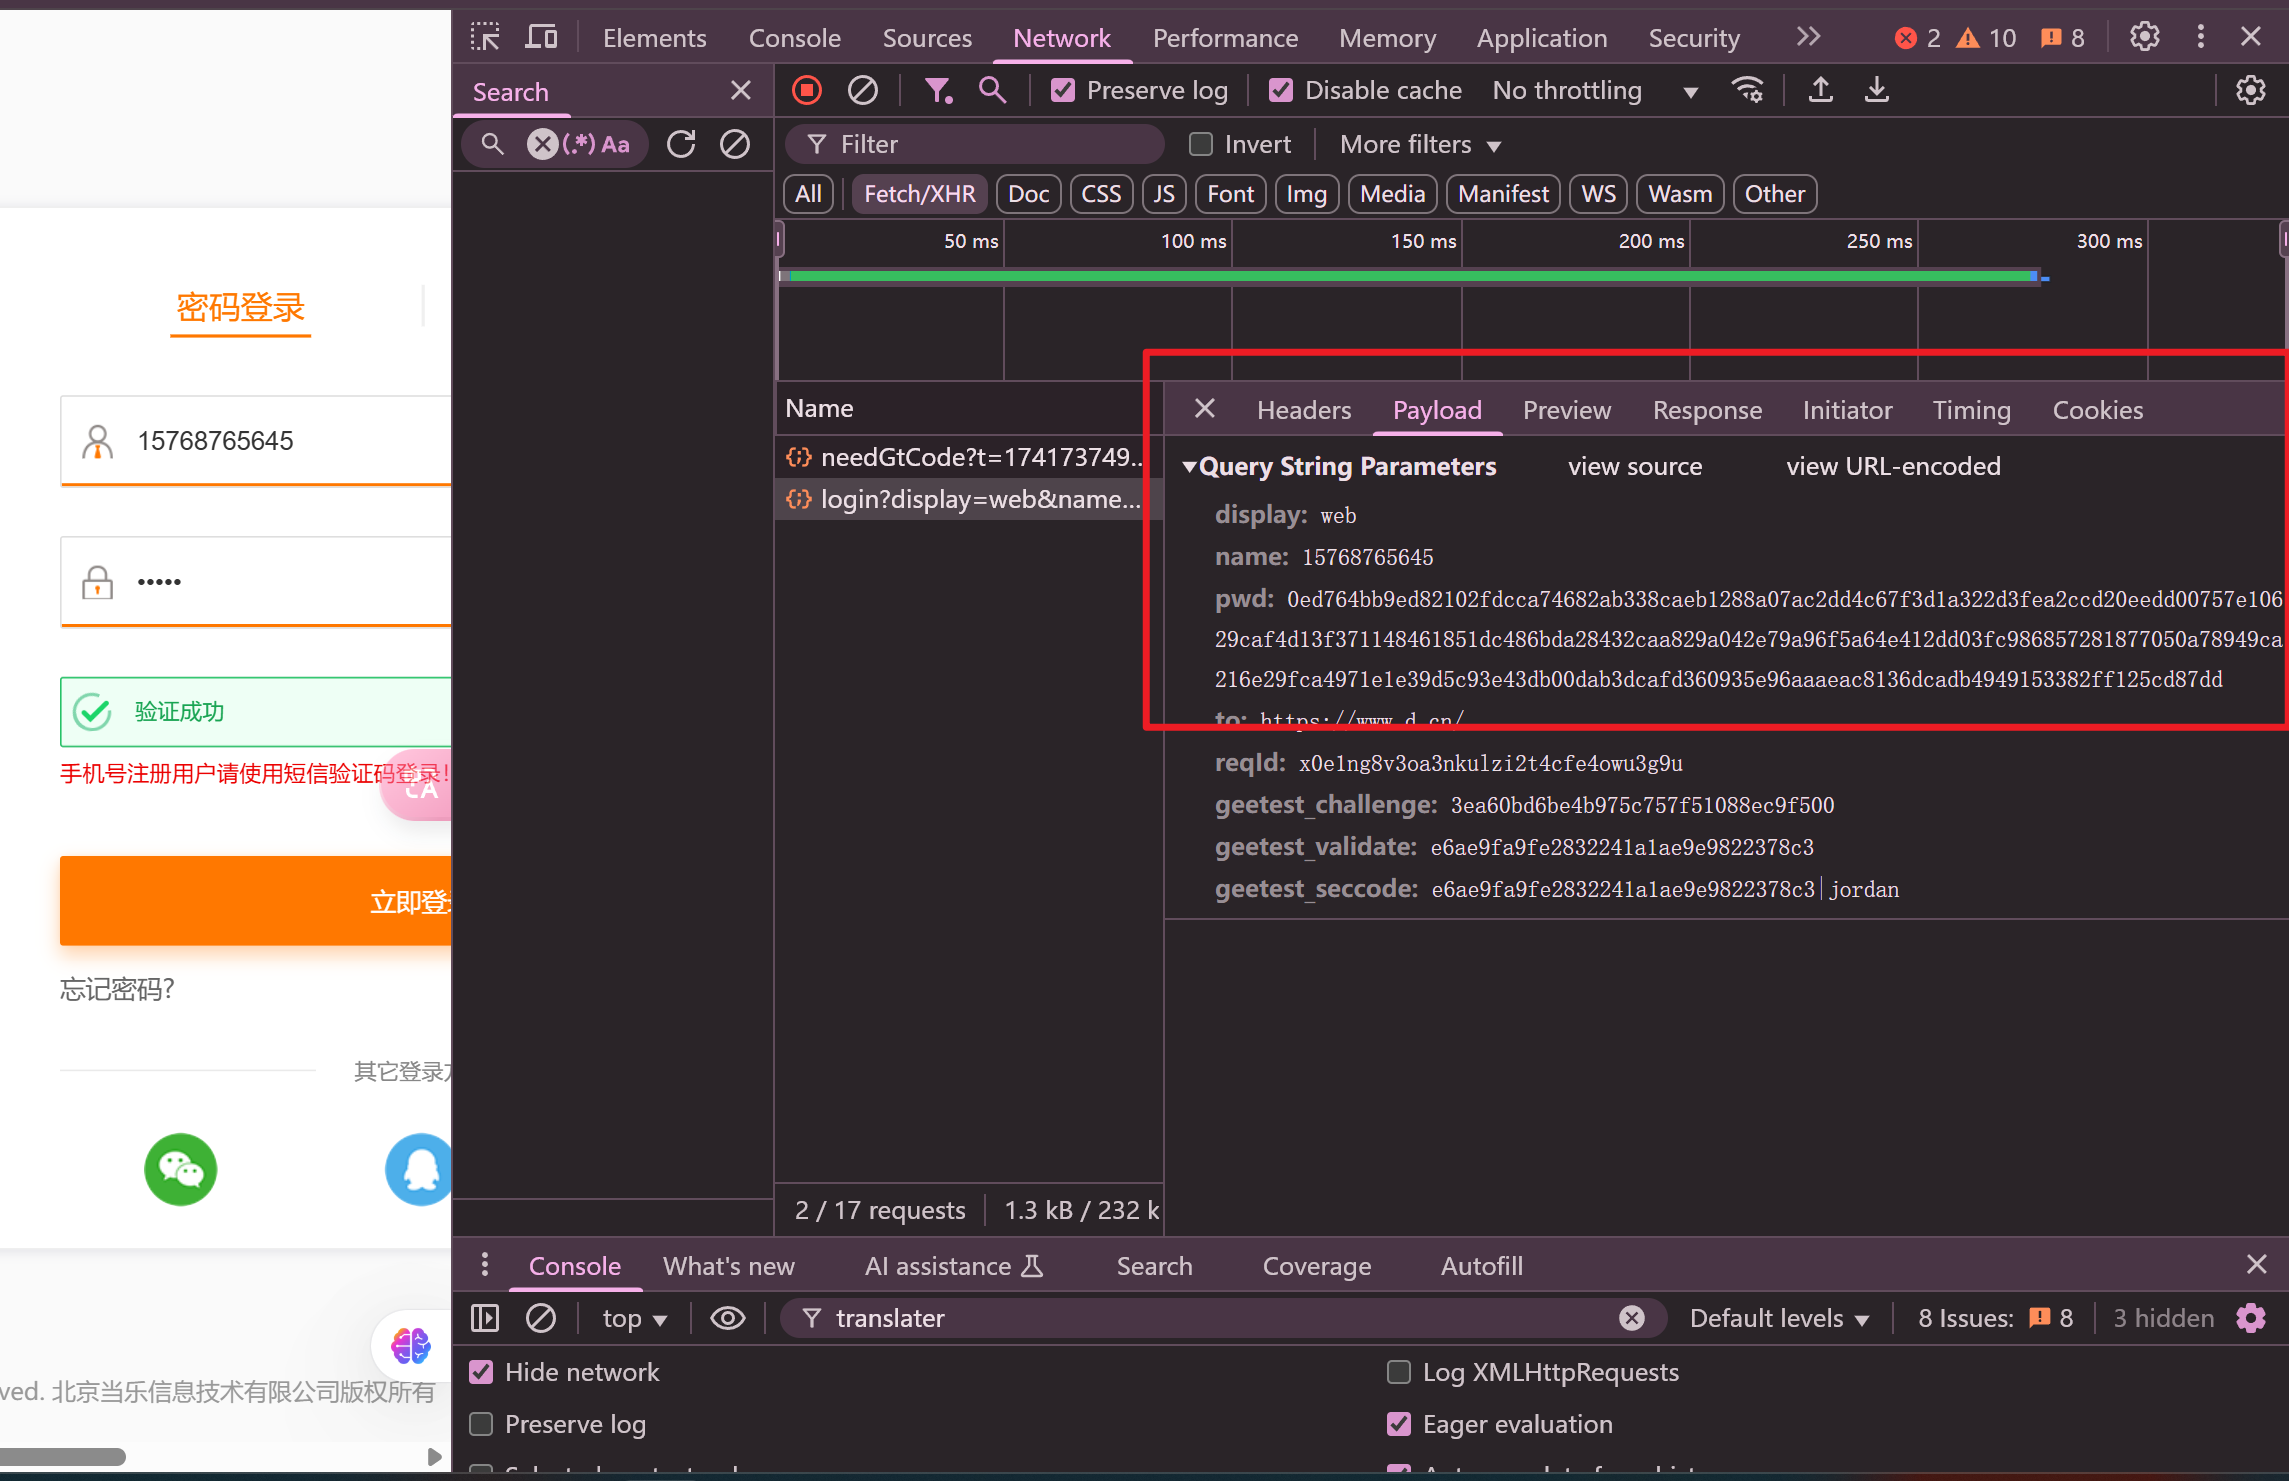 Elements Console Sources Network Performance Memory Application Security 2 10 8
Search
Preserve log Disable cache No throttling
(.*) Aa
Filter Invert More filters
All Fetch/XHR Doc CSS JS Font Img Media Manifest WS Wasm Other
50 ms 100 ms 150 ms 200 ms 250 ms 300 ms
密码登录
15768765645
•••••
验证成功
手机号注册用户请使用短信验证码登录!
立即登
忘记密码?
其它登录
ved. 北京当乐信息技术有限公司版权所有
Name
needGtCode?t=174173749...
login?display=web&name...
2 / 17 requests 1.3 kB / 232 k
Headers Payload Preview Response Initiator Timing Cookies
Query String Parameters view source view URL-encoded
display: web
name: 15768765645
pwd: 0ed764bb9ed82102fdcca74682ab338caeb1288a07ac2dd4c67f3d1a322d3fea2ccd20eedd00757e106
29caf4d13f371148461851dc486bda28432caa829a042e79a96f5a64e412dd03fc986857281877050a78949ca
216e29fca4971e1e39d5c93e43db00dab3dcafd360935e96aaaeac8136dcadb4949153382ff125cd87dd
to: https://www.d.cn/
reqId: x0e1ng8v3oa3nkulzi2t4cfe4owu3g9u
geetest_challenge: 3ea60bd6be4b975c757f51088ec9f500
geetest_validate: e6ae9fa9fe2832241a1ae9e9822378c3
geetest_seccode: e6ae9fa9fe2832241a1ae9e9822378c3|jordan
Console What's new AI assistance Search Coverage Autofill
top translater Default levels 8 Issues: 8 3 hidden
Hide network Log XMLHttpRequests
Preserve log Eager evaluation